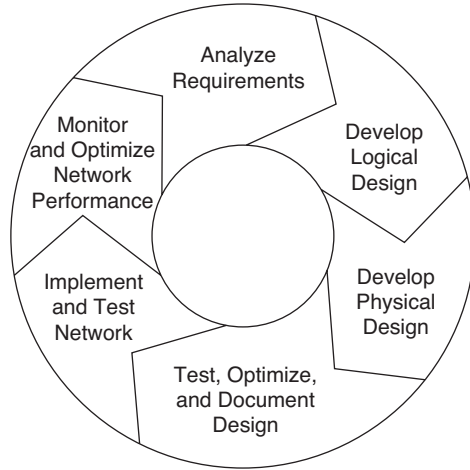 Analyze
Requirements
Develop
Logical
Design
Develop
Physical
Design
Test, Optimize,
and Document
Design
Implement
and Test
Network
Monitor
and Optimize
Network
Performance